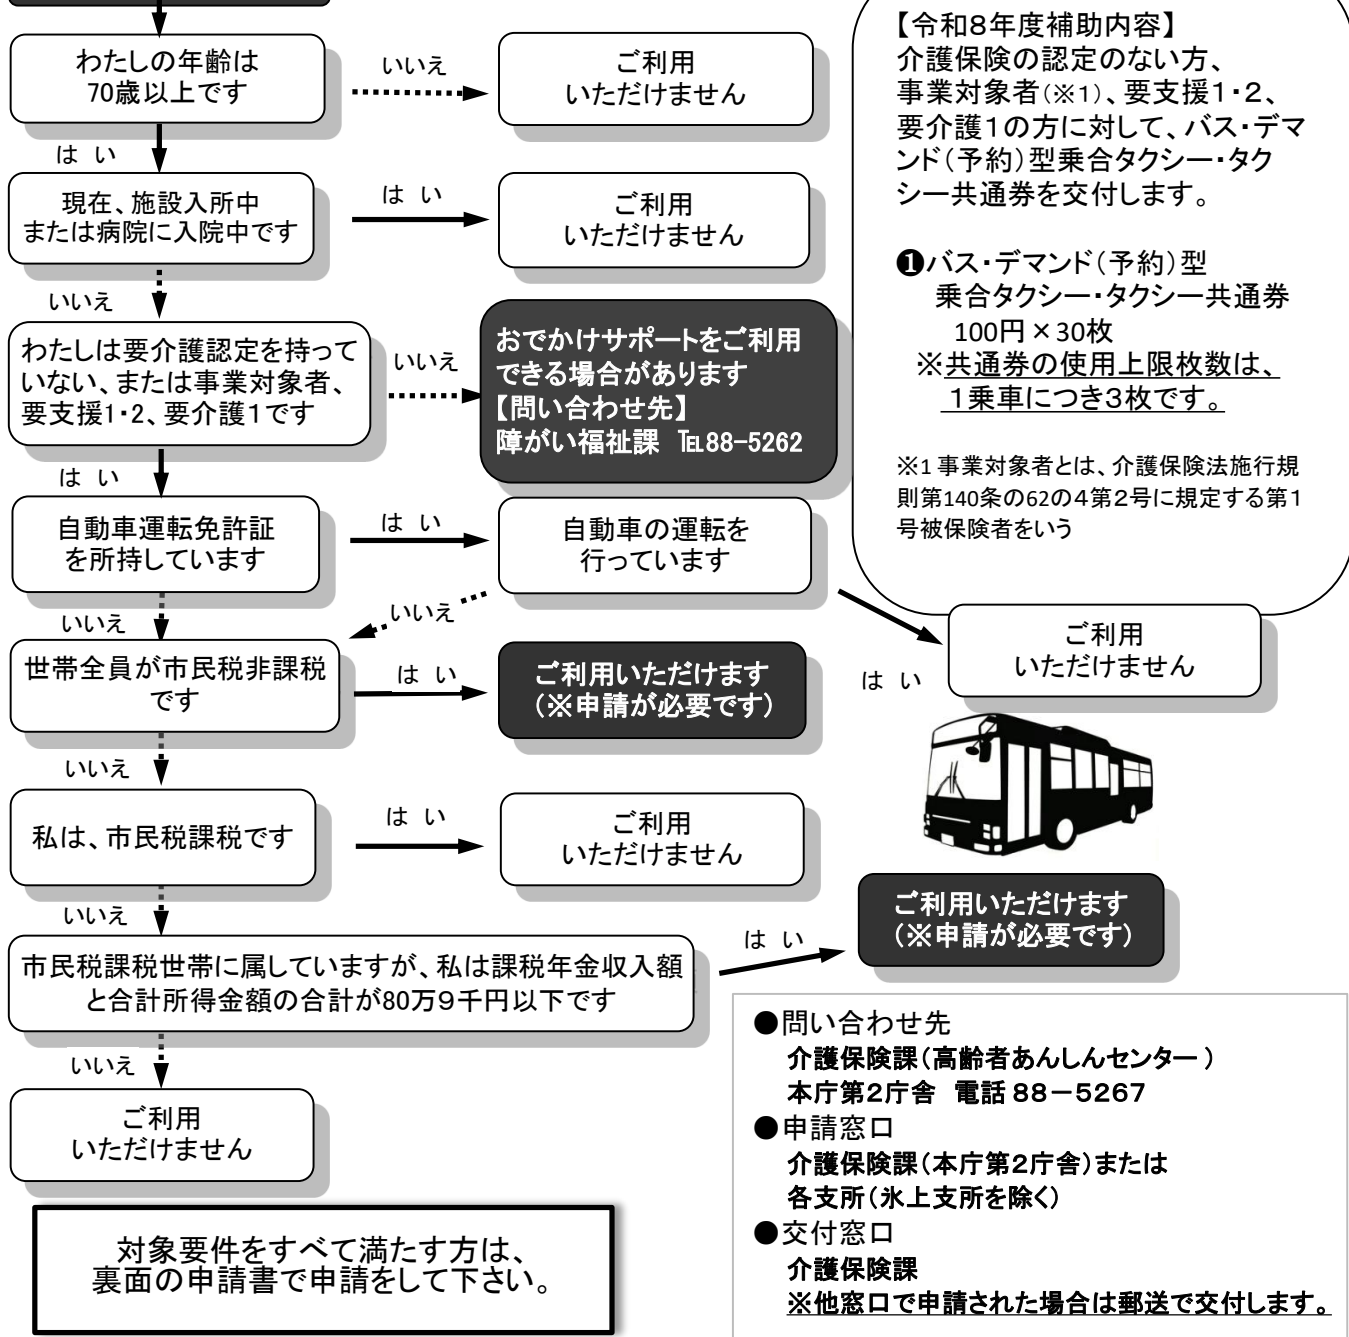 わたしの年齢は
70歳以上です
いいえ
ご利用
いただけません
はい
現在、施設入所中
または病院に入院中です
はい
ご利用
いただけません
いいえ
わたしは要介護認定を持って
いない、または事業対象者、
要支援1・2、要介護1です
いいえ
おでかけサポートをご利用
できる場合があります
【問い合わせ先】
障がい福祉課 ℡88-5262
はい
自動車運転免許証
を所持しています
はい
自動車の運転を
行っています
いいえ
いいえ
はい
ご利用
いただけません
世帯全員が市民税非課税
です
はい
ご利用いただけます
(※申請が必要です)
いいえ
私は、市民税課税です
はい
ご利用
いただけません
いいえ
市民税課税世帯に属していますが、私は課税年金収入額
と合計所得金額の合計が80万9千円以下です
はい
ご利用いただけます
(※申請が必要です)
いいえ
ご利用
いただけません
対象要件をすべて満たす方は、
裏面の申請書で申請をして下さい。
【令和8年度補助内容】
介護保険の認定のない方、
事業対象者(※1)、要支援1・2、
要介護1の方に対して、バス・デマ
ンド(予約)型乗合タクシー・タク
シー共通券を交付します。
❶バス・デマンド(予約)型
乗合タクシー・タクシー共通券
100円×30枚
※共通券の使用上限枚数は、
1乗車につき3枚です。
※1 事業対象者とは、介護保険法施行規
則第140条の62の4第2号に規定する第1
号被保険者をいう
●問い合わせ先
介護保険課(高齢者あんしんセンター)
本庁第2庁舎 電話 88-5267
●申請窓口
介護保険課(本庁第2庁舎)または
各支所(氷上支所を除く)
●交付窓口
介護保険課
※他窓口で申請された場合は郵送で交付します。